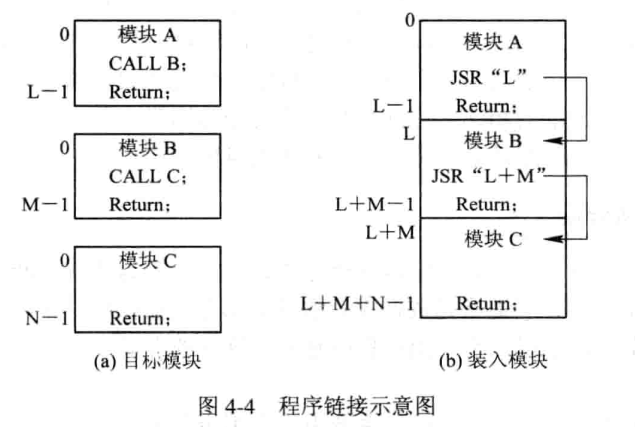 0
模块 A
CALL B;
L－1
Return;
0
模块 B
CALL C;
M－1
Return;
0
模块 C
N－1
Return;
(a) 目标模块
0
模块 A
JSR “L”
L－1
Return;
L
模块 B
JSR “L＋M”
L＋M－1
Return;
L＋M
模块 C
L＋M＋N－1
Return;
(b) 装入模块
图 4-4 程序链接示意图